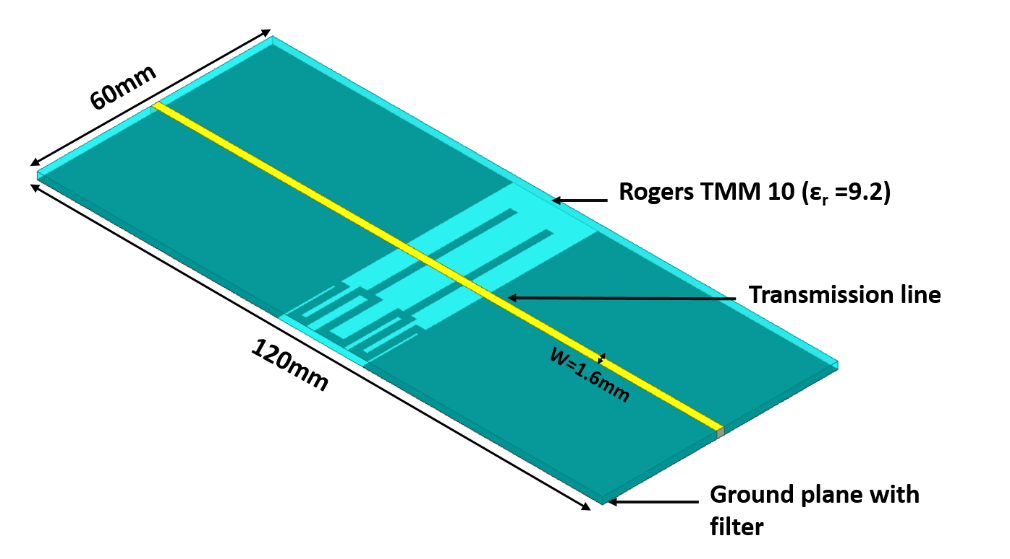 60mm
Rogers TMM 10 (εr =9.2)
Transmission line
W=1.6mm
120mm
Ground plane with
filter